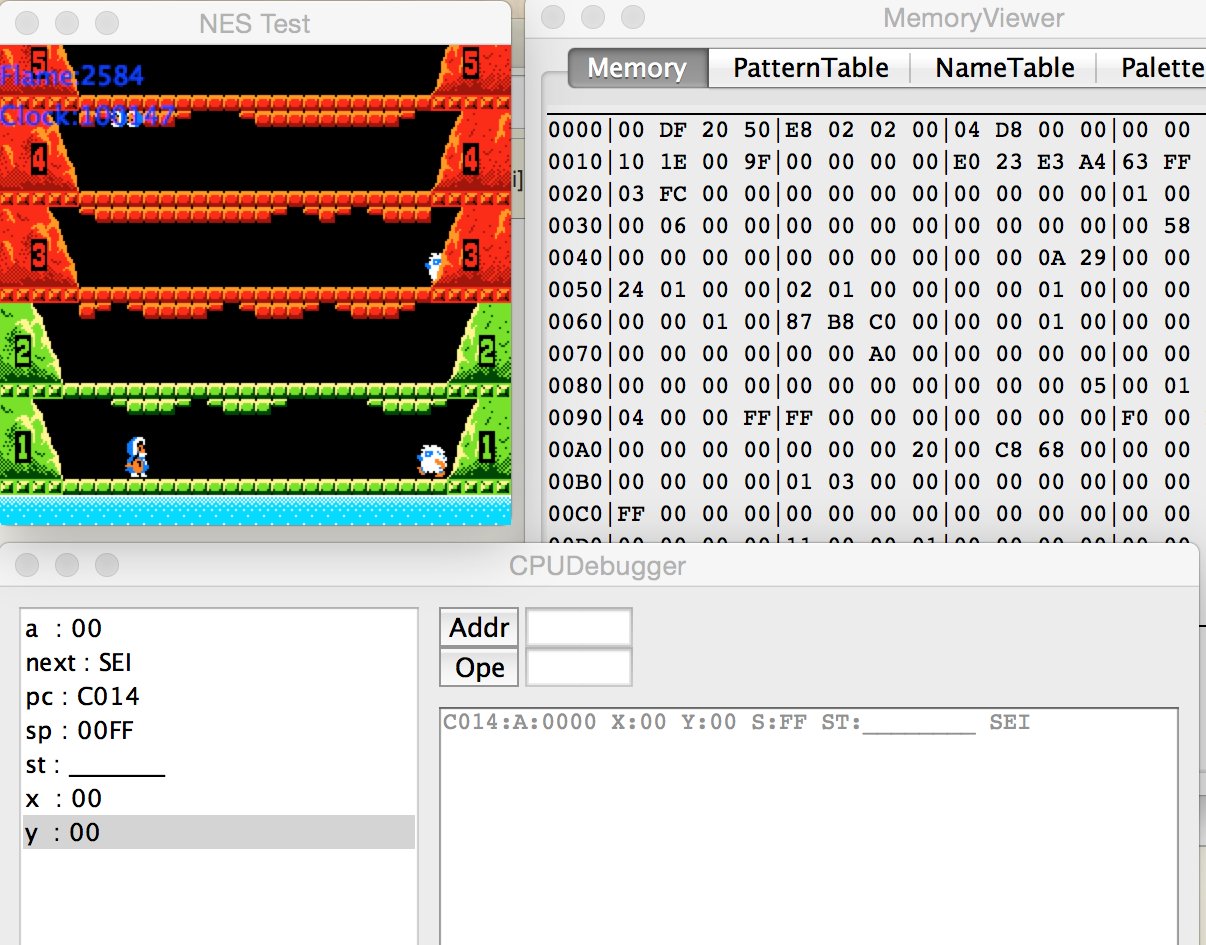 NES Test
5 5
Flame:2584
4 4
3 3
2 2
1 1
MemoryViewer
Memory PatternTable NameTable Palette
0000|00 DF 20 50|E8 02 02 00|04 D8 00 00|00 00
0010|10 1E 00 9F|00 00 00 00|E0 23 E3 A4|63 FF
0020|03 FC 00 00|00 00 00 00|00 00 00 00|01 00
0030|00 06 00 00|00 00 00 00|00 00 00 00|00 58
0040|00 00 00 00|00 00 00 00|00 00 0A 29|00 00
0050|24 01 00 00|02 01 00 00|00 00 01 00|00 00
0060|00 00 01 00|87 B8 C0 00|00 00 01 00|00 00
0070|00 00 00 00|00 00 A0 00|00 00 00 00|00 00
0080|00 00 00 00|00 00 00 00|00 00 00 05|00 01
0090|04 00 00 FF|FF 00 00 00|00 00 00 00|F0 00
00A0|00 00 00 00|00 00 00 20|00 C8 68 00|00 00
00B0|00 00 00 00|01 03 00 00|00 00 00 00|00 00
00C0|FF 00 00 00|00 00 00 00|00 00 00 00|00 00
i]
CPUDebugger
a : 00
next : SEI
pc : C014
sp : 00FF
st : _______
x : 00
y : 00
Addr
Ope
C014:A:0000 X:00 Y:00 S:FF ST:________ SEI